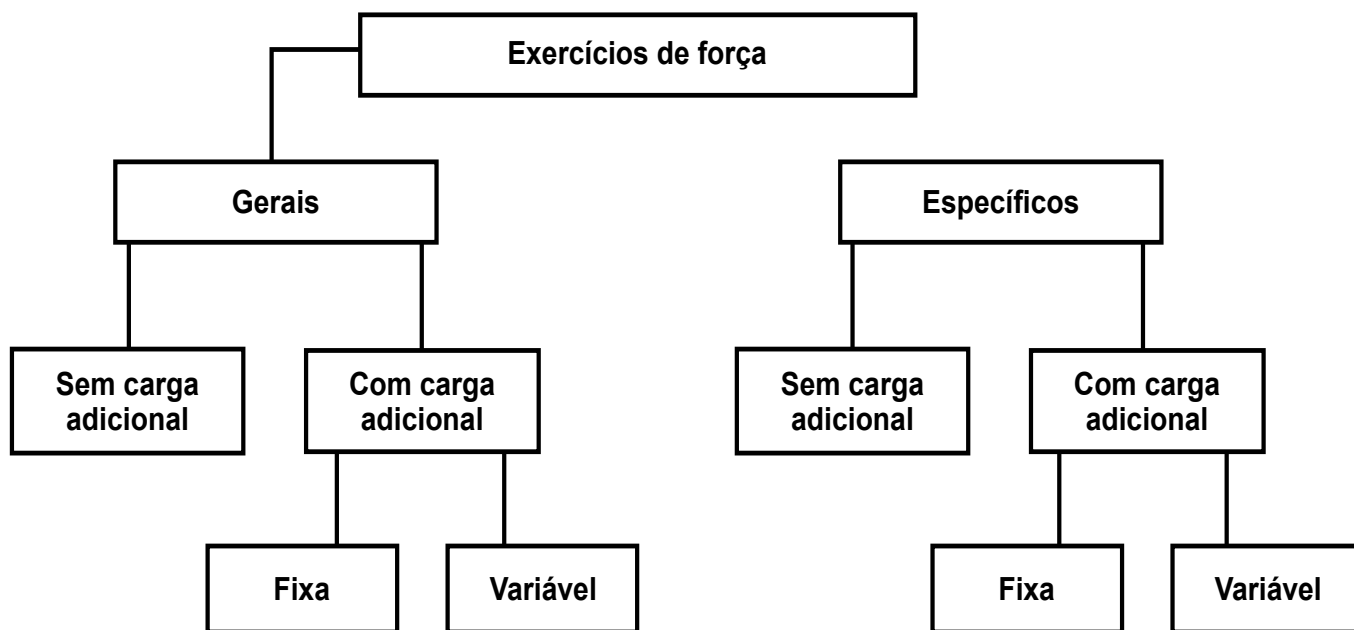 Exercícios de força
Gerais
Específicos
Sem carga
adicional
Com carga
adicional
Sem carga
adicional
Com carga
adicional
Fixa
Variável
Fixa
Variável